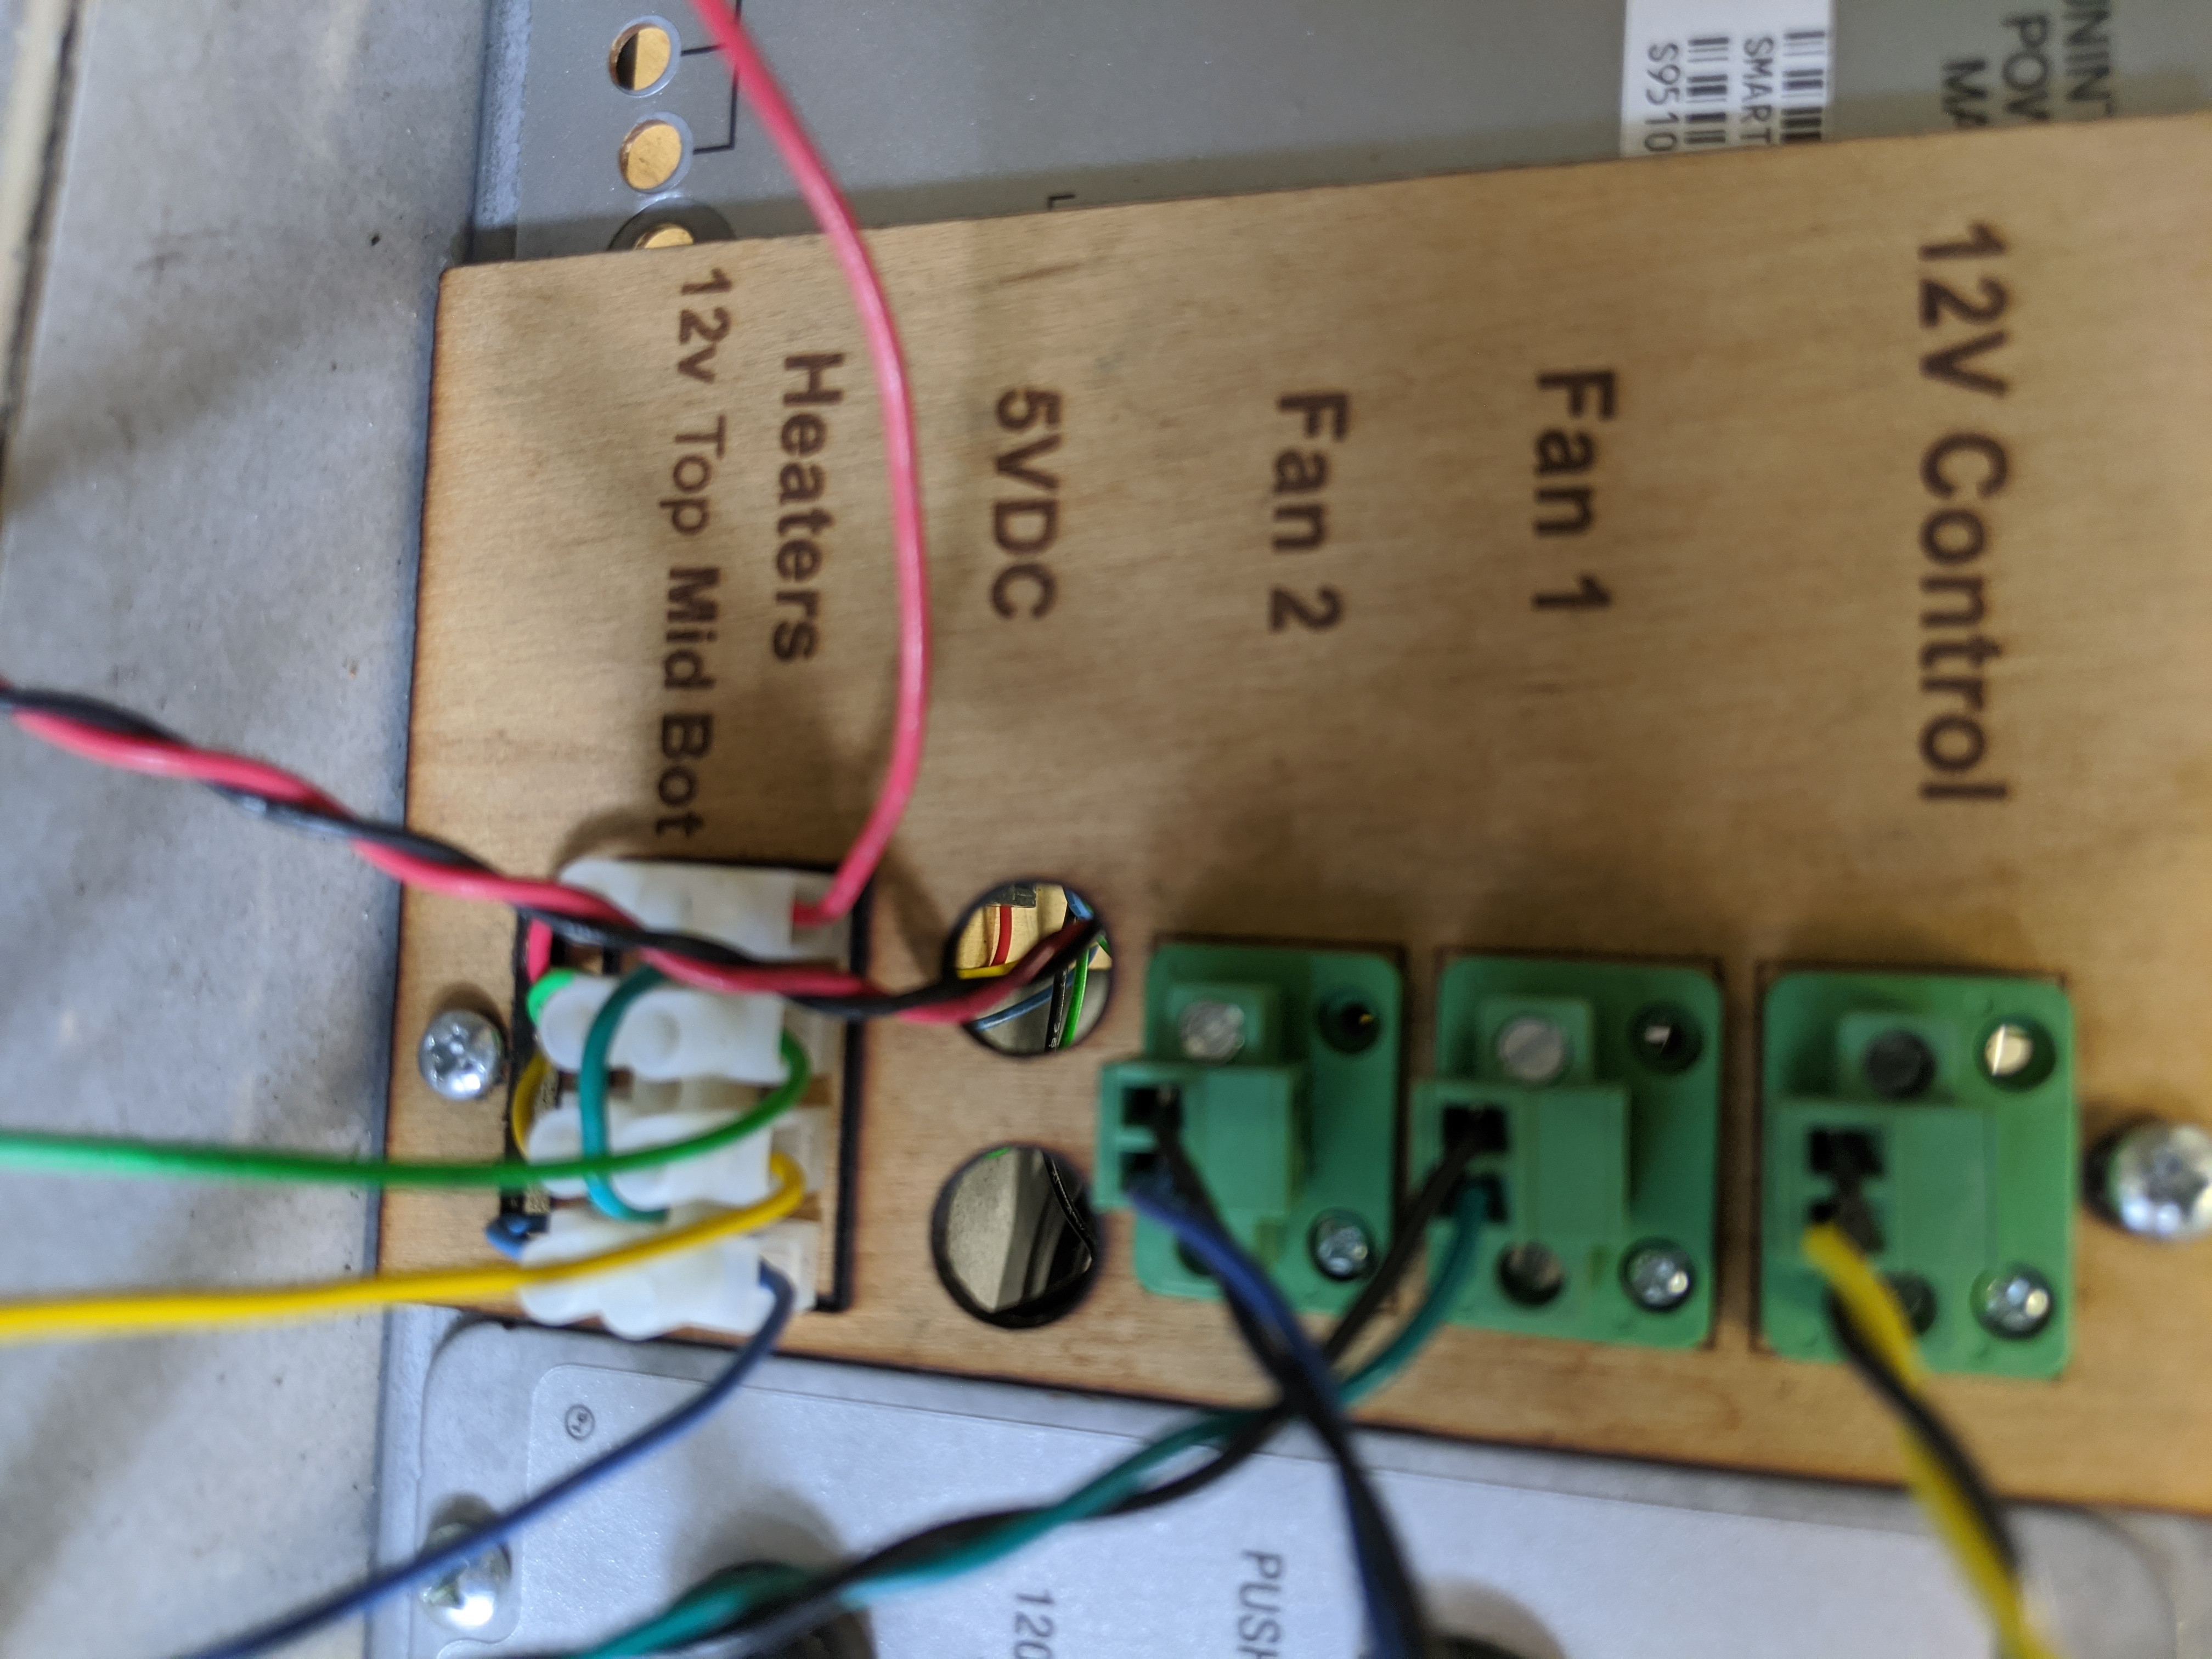 12V Control
SMART
S9510
Fan 1
Fan 2
PUSH
5VDC
120
Heaters
12v Top Mid Bot